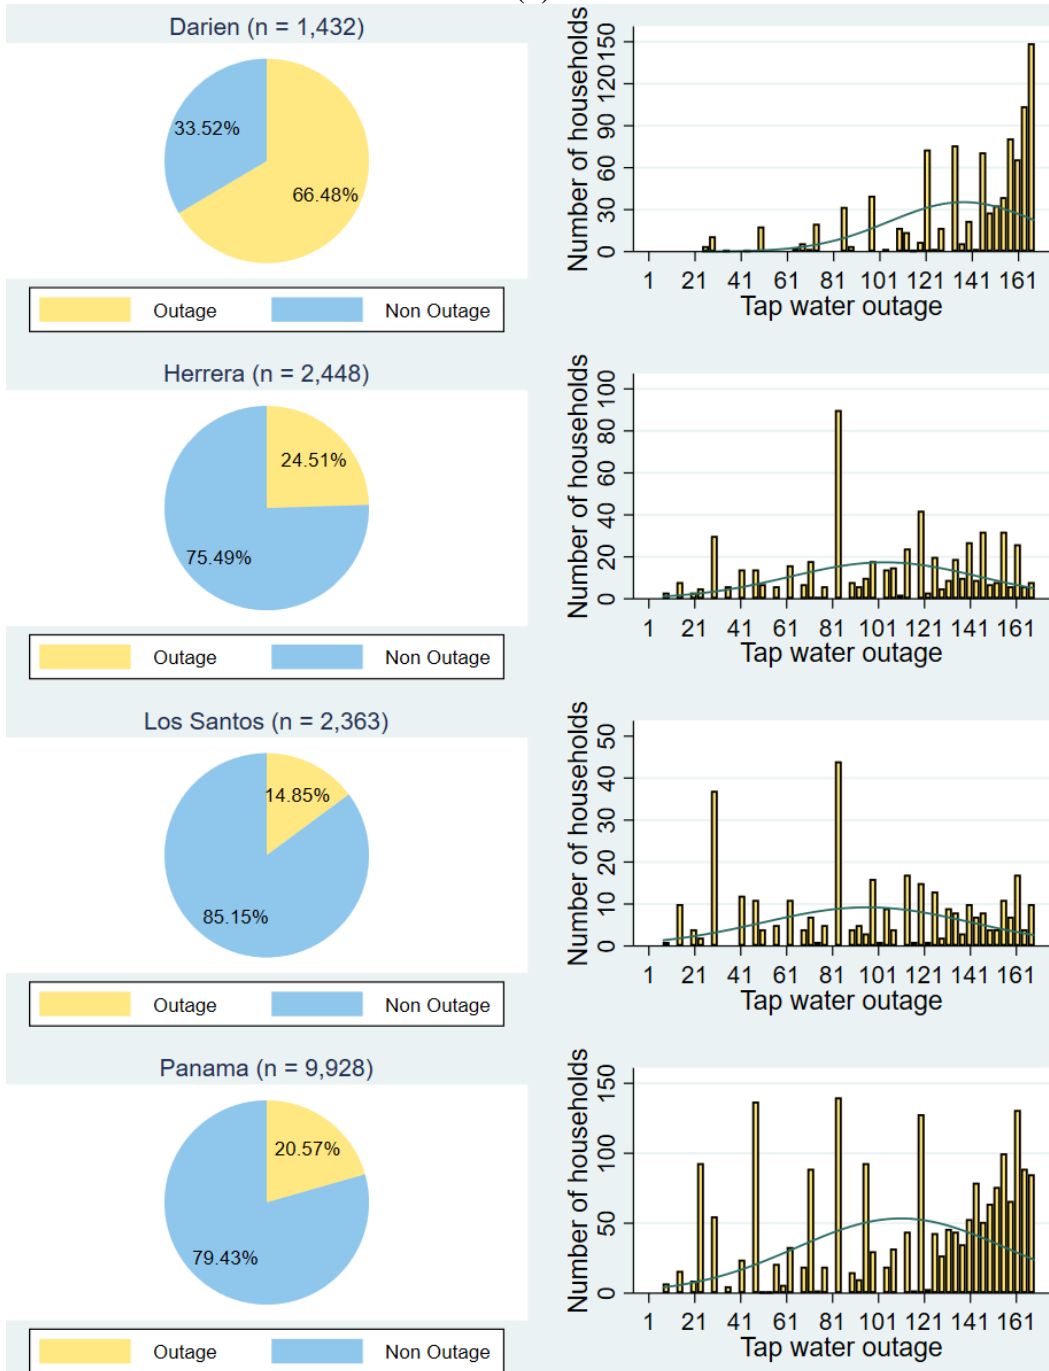 Darien (n = 1,432)
33.52%
66.48%
Outage
Non Outage
Number of households
0 30 60 90 120 150
1 21 41 61 81 101 121 141 161
Tap water outage
Herrera (n = 2,448)
24.51%
75.49%
Outage
Non Outage
Number of households
0 20 40 60 80 100
1 21 41 61 81 101 121 141 161
Tap water outage
Los Santos (n = 2,363)
14.85%
85.15%
Outage
Non Outage
Number of households
0 10 20 30 40 50
1 21 41 61 81 101 121 141 161
Tap water outage
Panama (n = 9,928)
20.57%
79.43%
Outage
Non Outage
Number of households
0 50 100 150
1 21 41 61 81 101 121 141 161
Tap water outage